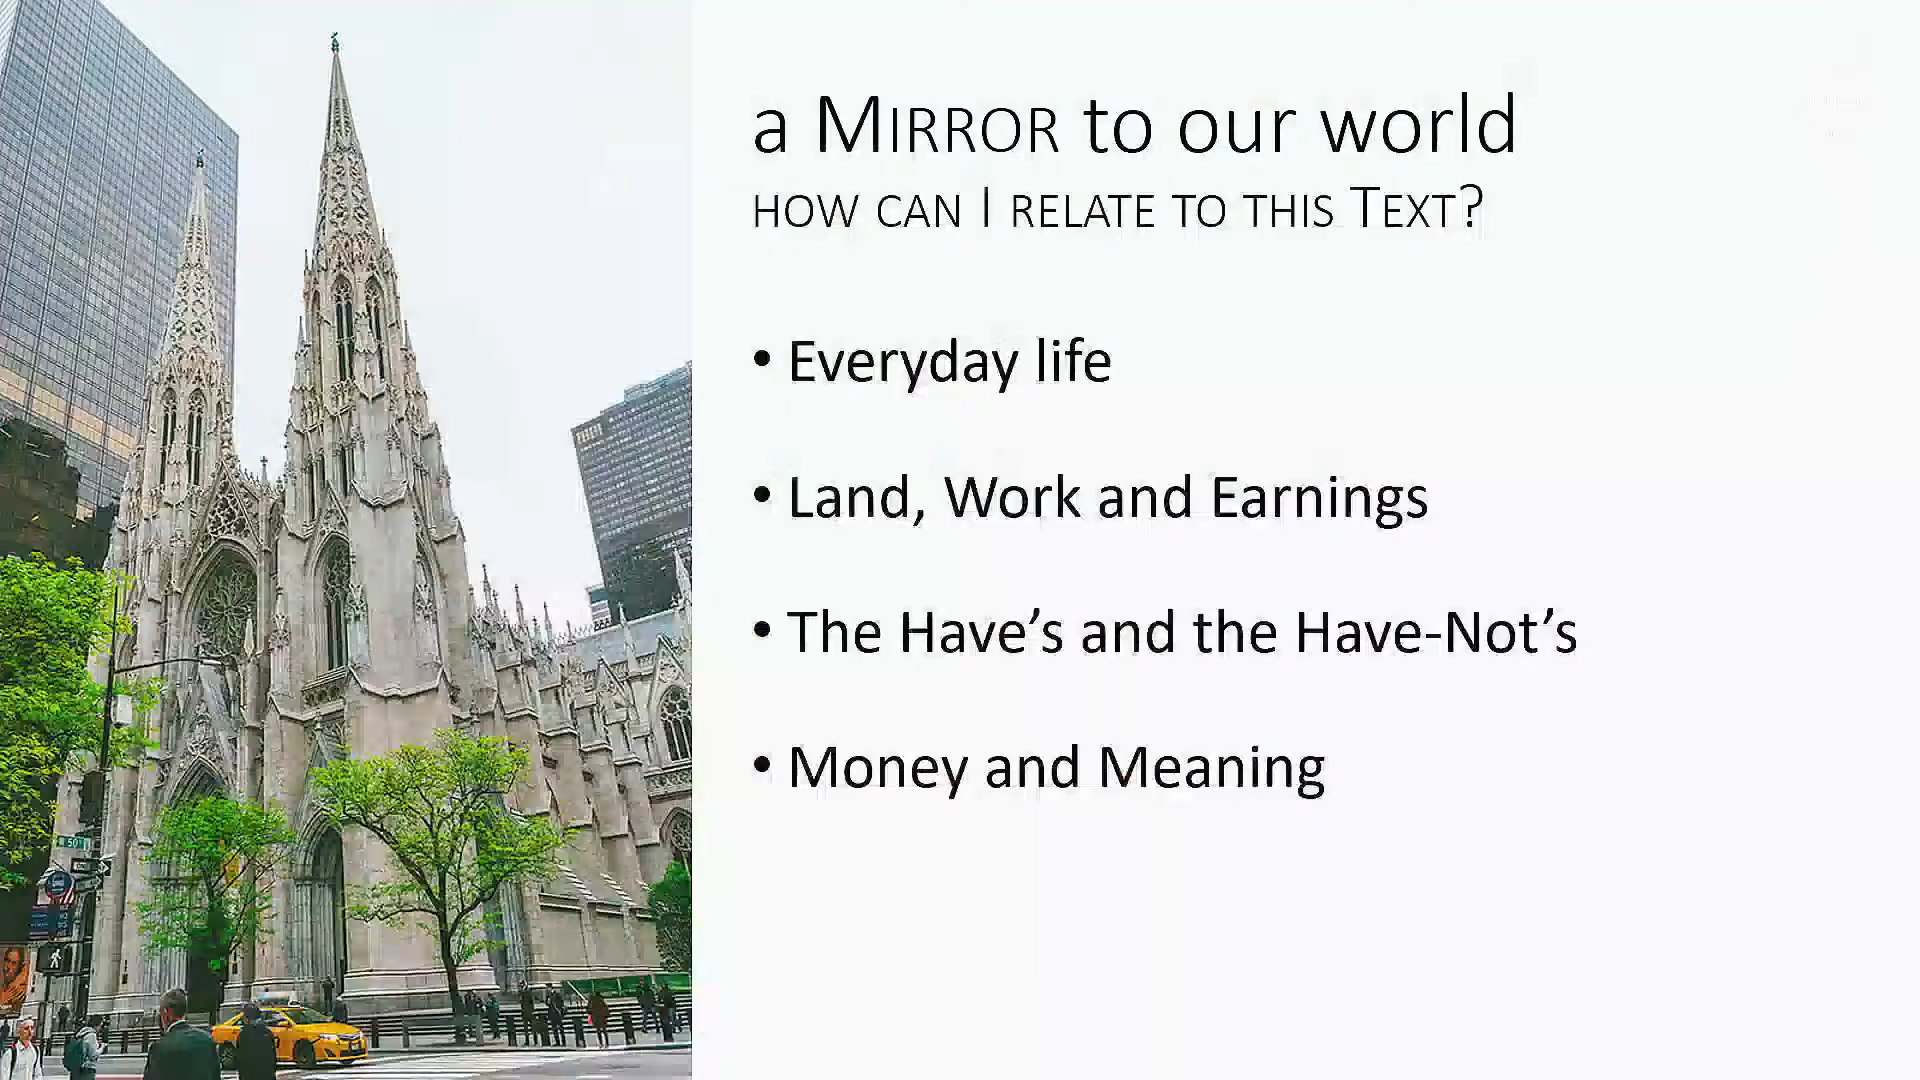 a MIRROR to our world
HOW CAN I RELATE TO THIS TEXT?
• Everyday life
• Land, Work and Earnings
• The Have’s and the Have-Not’s
• Money and Meaning